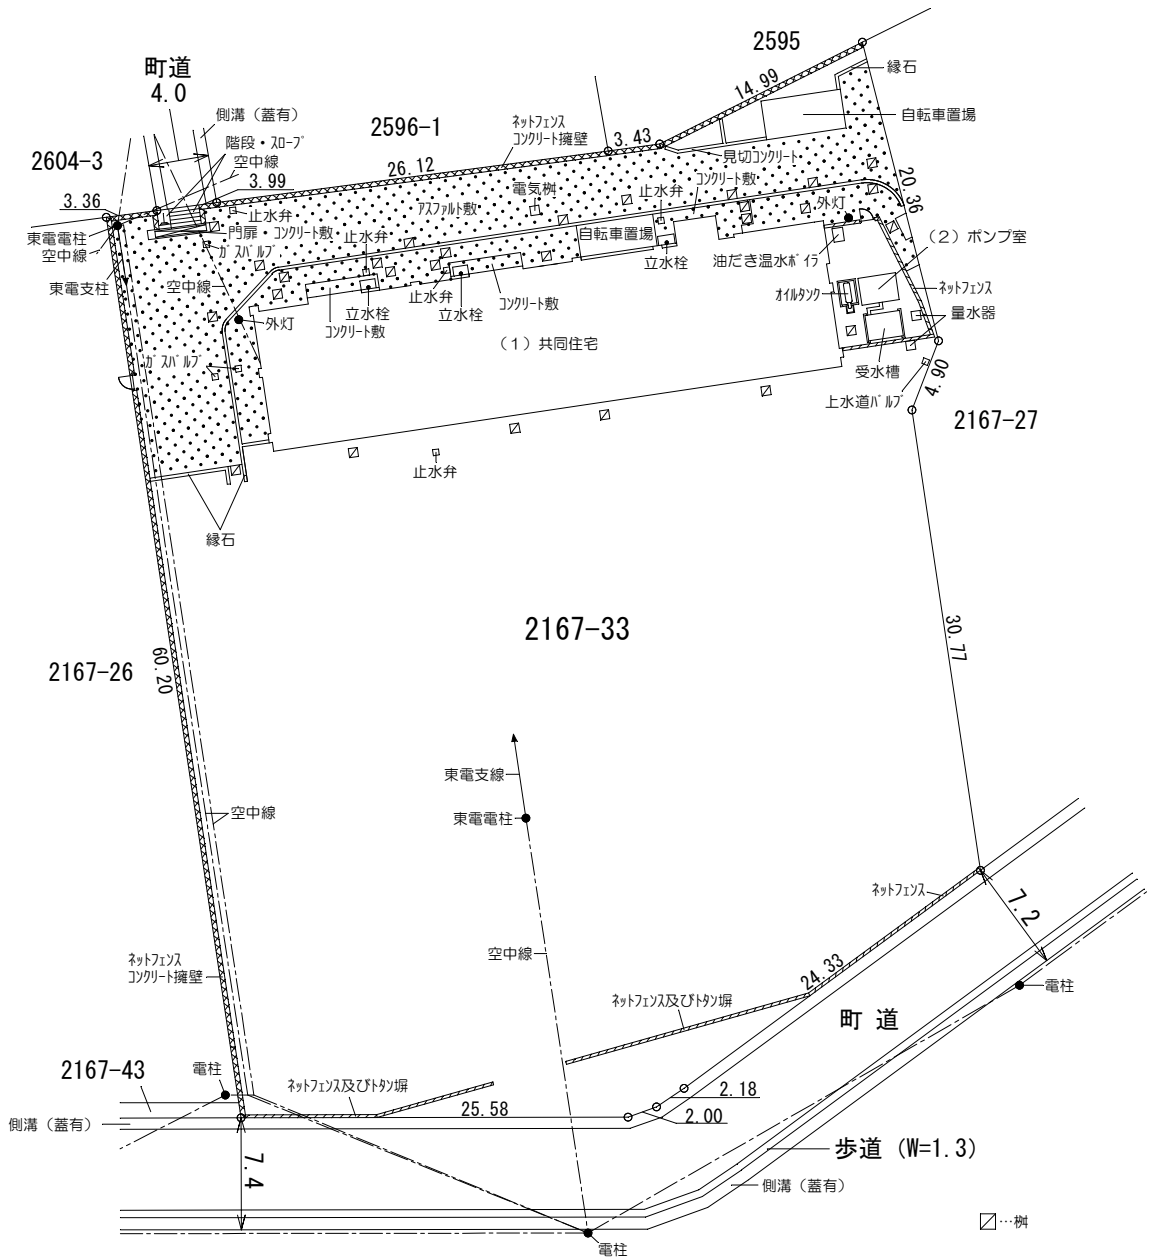 2595
町道
4.0
縁石
14.99
側溝（蓋有）
自転車置場
ネットフェンス
コンクリート擁壁
2596-1
3.43
階段・スロープ
2604-3
空中線
26.12
見切コンクリート
3.99
コンクリート敷
20.36
3.36
電気桝
止水弁
アスファルト敷
外灯
止水弁
東電電柱
門扉
コンクリート敷
止水弁
自転車置場
（2）ポンプ室
空中線
ガスバルブ
立水栓
油だき温水ボイラ
東電支柱
空中線
止水弁
コンクリート敷
オイルタンク
ネットフェンス
立水栓
立水栓
量水器
外灯
コンクリート敷
（1）共同住宅
ガスバルブ
受水槽
4.90
上水道バルブ
2167-27
止水弁
縁石
2167-33
30.77
2167-26
60.20
東電支線
空中線
東電電柱
ネットフェンス
7.2
空中線
ネットフェンス
コンクリート擁壁
24.33
電柱
ネットフェンス及びトタン塀
町道
2167-43
電柱
ネットフェンス及びトタン塀
2.18
25.58
2.00
側溝（蓋有）
歩道（W=1.3）
7.4
側溝（蓋有）
…桝
電柱